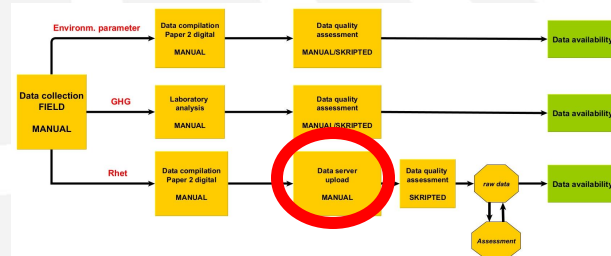 Environm. parameter
Data compilation
Paper 2 digital
MANUAL
Data quality
assessment
MANUAL/SKRIPTED
Data availability
Data collection
FIELD
MANUAL
GHG
Laboratory
analysis
MANUAL
Data quality
assessment
MANUAL/SKRIPTED
Data availability
Rhet
Data compilation
Paper 2 digital
MANUAL
Data server
upload
MANUAL
Data quality
assessment
SKRIPTED
raw data
Data availability
Assessment